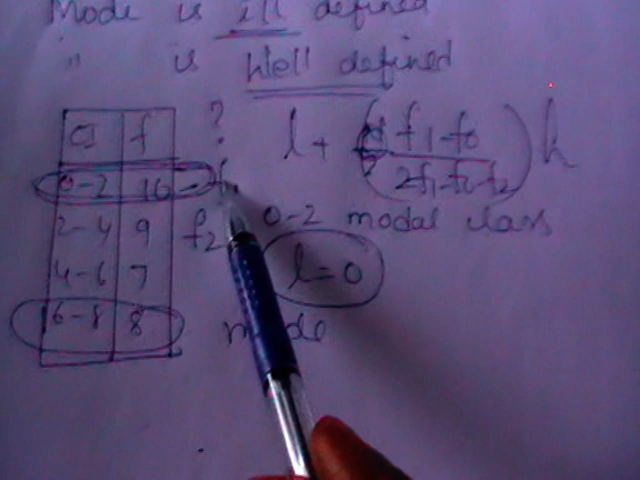 Mode is ill defined
" is Well defined
CI f ? l + (f1-f0 / 2f1-f0-f2) h
0-2 10 - f1
2-4 9 f2 0-2 modal class
4-6 7 l=0
6-8 8 mode